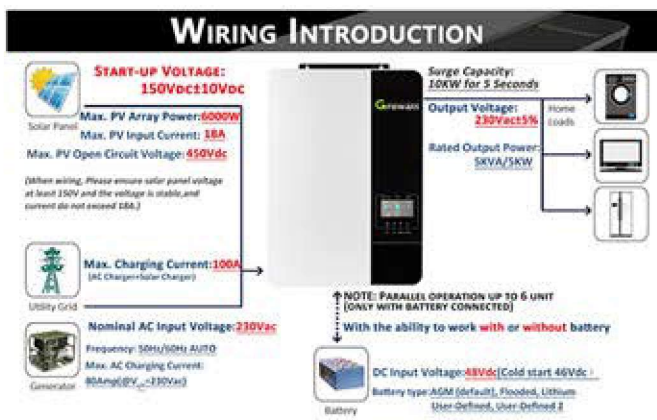 WIRING INTRODUCTION
START-UP VOLTAGE:
150VDC±10VDC
Solar Panel
Max. PV Array Power:6000W
Max. PV Input Current: 18A
Max. PV Open Circuit Voltage:450Vdc
(When wiring, Please ensure solar panel voltage
at least 150V and the voltage is stable,and
current do not exceed 18A.)
Growatt
Surge Capacity:
10KW for 5 Seconds
Output Voltage:
230Vac±5%
Rated Output Power:
5KVA/5KW
Home
Loads
Max. Charging Current:100A
(AC Charger+Solar Charger)
Utility Grid
Nominal AC Input Voltage:230Vac
Frequency: 50Hz/60Hz AUTO
Max. AC Charging Current:
80Amp(@V =230Vac)
Generator
NOTE: PARALLEL OPERATION UP TO 6 UNIT
(ONLY WITH BATTERY CONNECTED)
With the ability to work with or without battery
DC Input Voltage:48Vdc(Cold start 46Vdc
Battery type:AGM (default), Flooded, Lithium
User-Defined, User-Defined 2
Battery